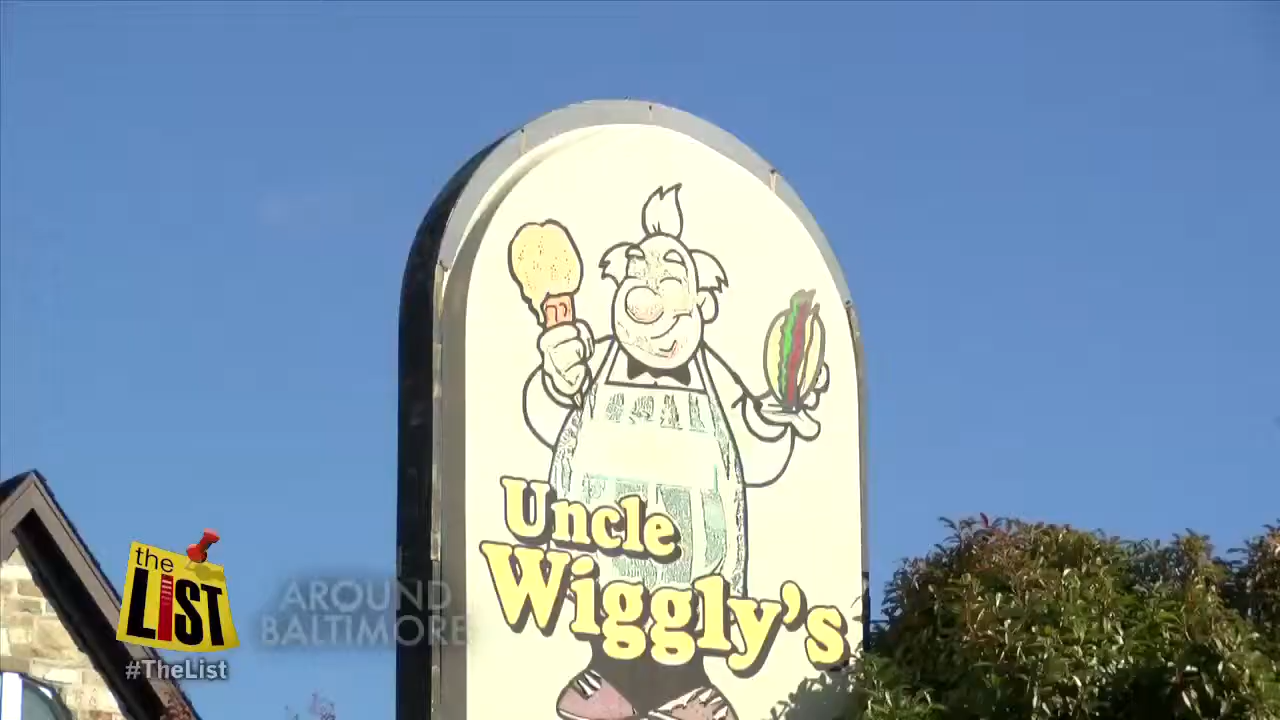 Uncle
Wiggly's
the
LIST
#TheList
AROUND
BALTIMORE